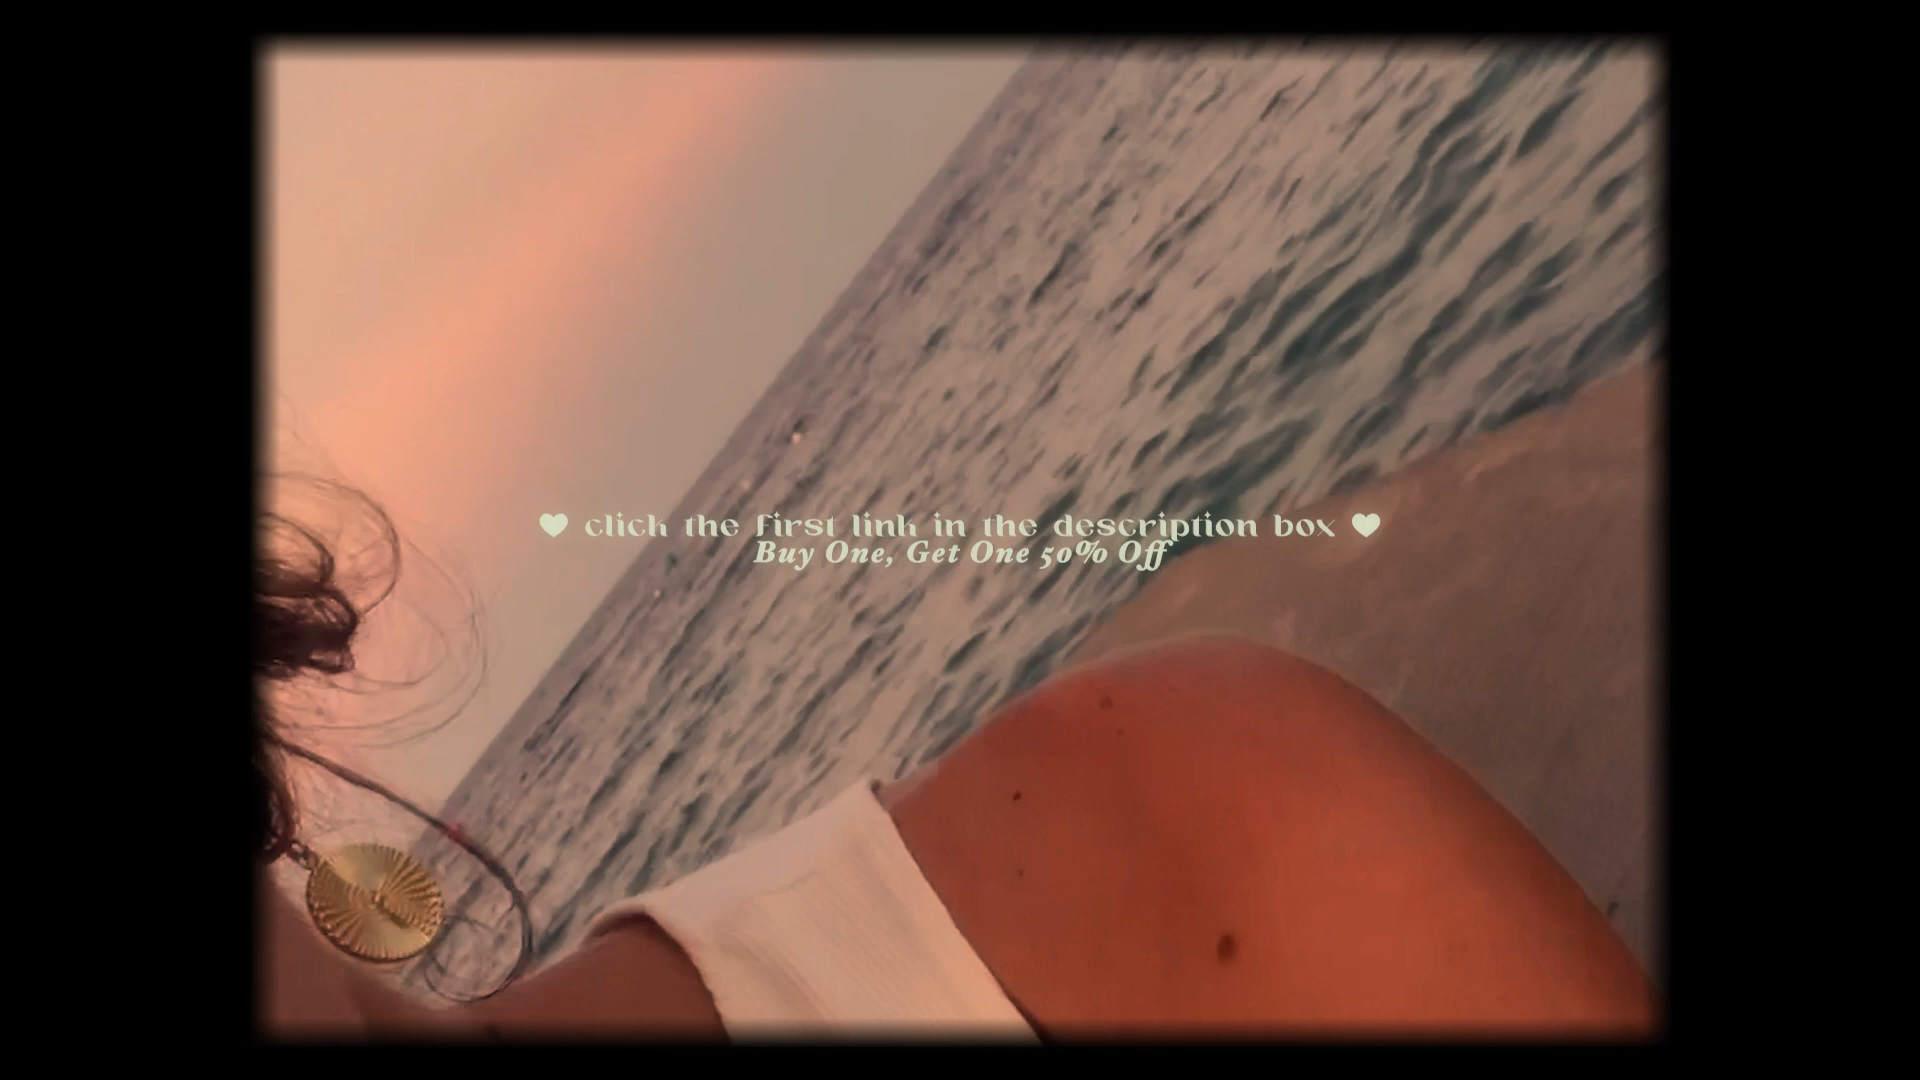 ♥ click the first link in the description box ♥
Buy One, Get One 50% Off